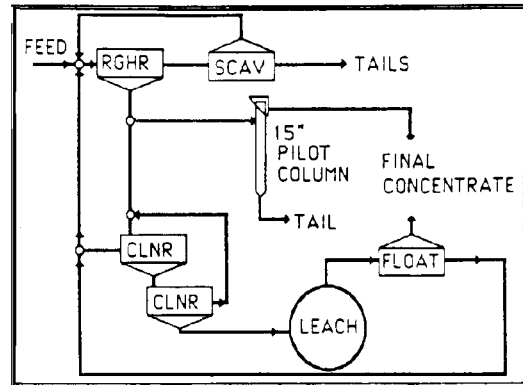 FEED
RGHR
SCAV
TAILS
15"
PILOT
COLUMN
FINAL
CONCENTRATE
TAIL
CLNR
FLOAT
CLNR
LEACH